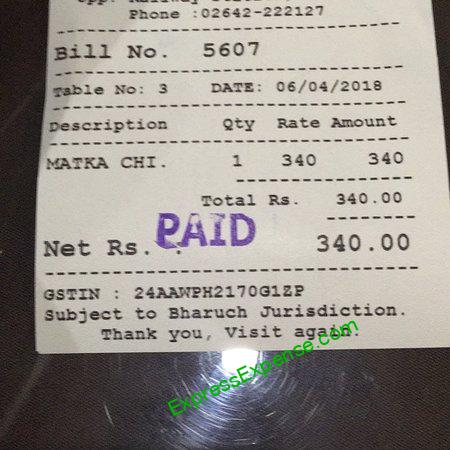 Phone :02642-222127
Bill No. 5607
Table No: 3 DATE: 06/04/2018
Description Qty Rate Amount
MATKA CHI. 1 340 340
Total Rs. 340.00
PAID
Net Rs. : 340.00
GSTIN : 24AAWPH2170G1ZP
Subject to Bharuch Jurisdiction.
Thank you, Visit again.
ExpressExpense.com